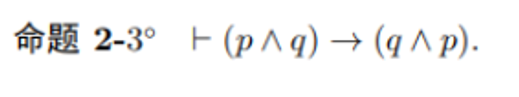 命题 2-3° ⊢ (p ∧ q) → (q ∧ p).